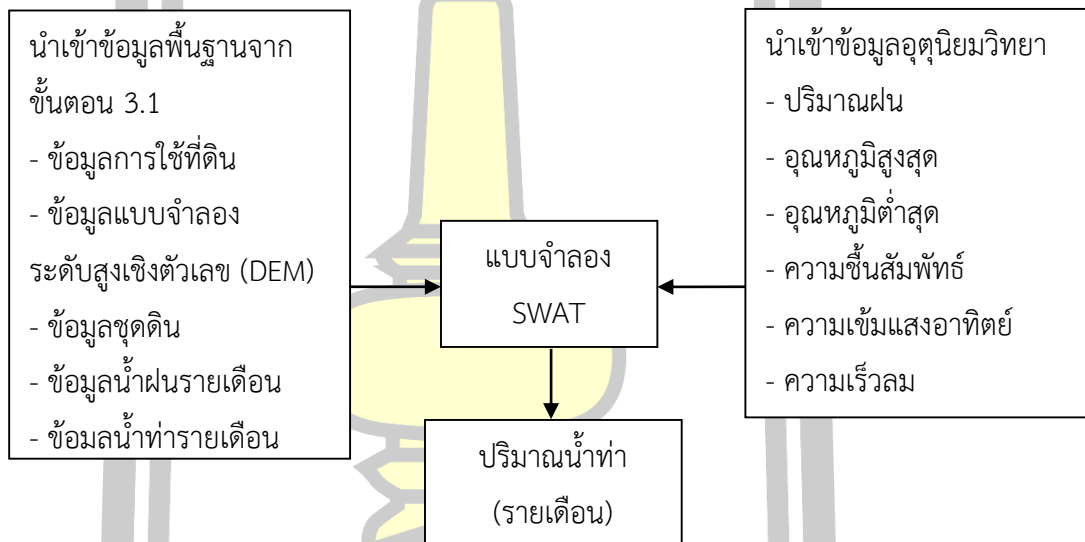 นำเข้าข้อมูลพื้นฐานจาก
ขั้นตอน 3.1
- ข้อมูลการใช้ที่ดิน
- ข้อมูลแบบจำลอง
ระดับสูงเชิงตัวเลข (DEM)
- ข้อมูลชุดดิน
- ข้อมูลน้ำฝนรายเดือน
- ข้อมลน้ำท่ารายเดือน
แบบจำลอง
SWAT
ปริมาณน้ำท่า
(รายเดือน)
นำเข้าข้อมูลอุตุนิยมวิทยา
- ปริมาณฝน
- อุณหภูมิสูงสุด
- อุณหภูมิต่ำสุด
- ความชื้นสัมพัทธ์
- ความเข้มแสงอาทิตย์
- ความเร็วลม